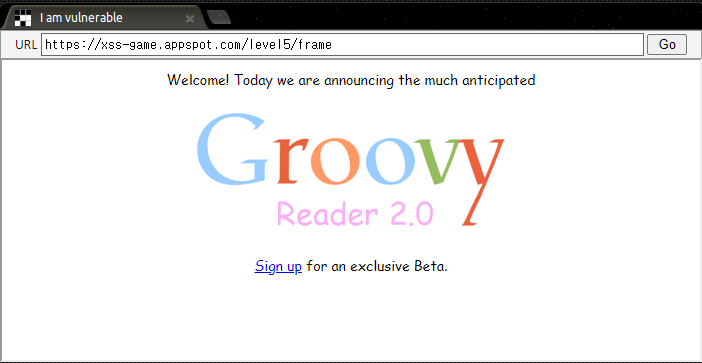 I am vulnerable
URL https://xss-game.appspot.com/level5/frame Go
Welcome! Today we are announcing the much anticipated
Groovy
Reader 2.0
Sign up for an exclusive Beta.